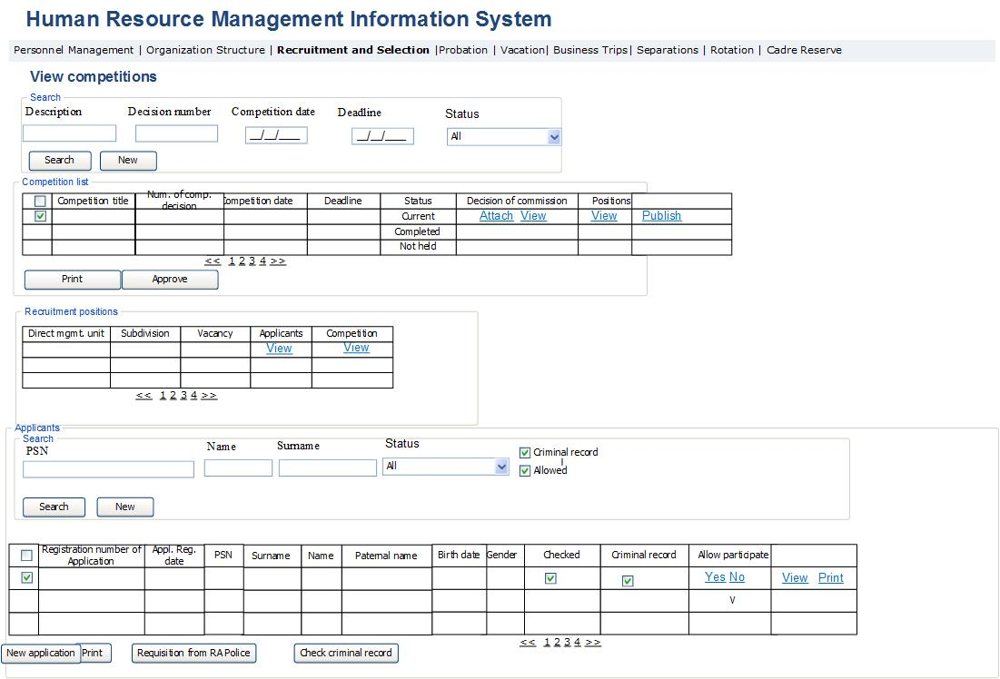 Human Resource Management Information System
Personnel Management | Organization Structure | Recruitment and Selection |Probation | Vacation| Business Trips| Separations | Rotation | Cadre Reserve
View competitions
Search
Description Decision number Competition date Deadline Status
__/__/____ __/__/____ All
Search New
Competition list
Competition title Num. of comp. decision Competition date Deadline Status Decision of commission Positions
Current Attach View View Publish
Completed
Not held
<< 1 2 3 4 >>
Print Approve
Recruitment positions
Direct mgmt. unit Subdivision Vacancy Applicants Competition
View View
<< 1 2 3 4 >>
Applicants
Search
PSN Name Surname Status
Criminal record
All
Allowed
Search New
Registration number of Application Appl. Reg. date PSN Surname Name Paternal name Birth date Gender Checked Criminal record Allow participate
Yes No View Print
V
<< 1 2 3 4 >>
New application Print Requisition from RA Police Check criminal record